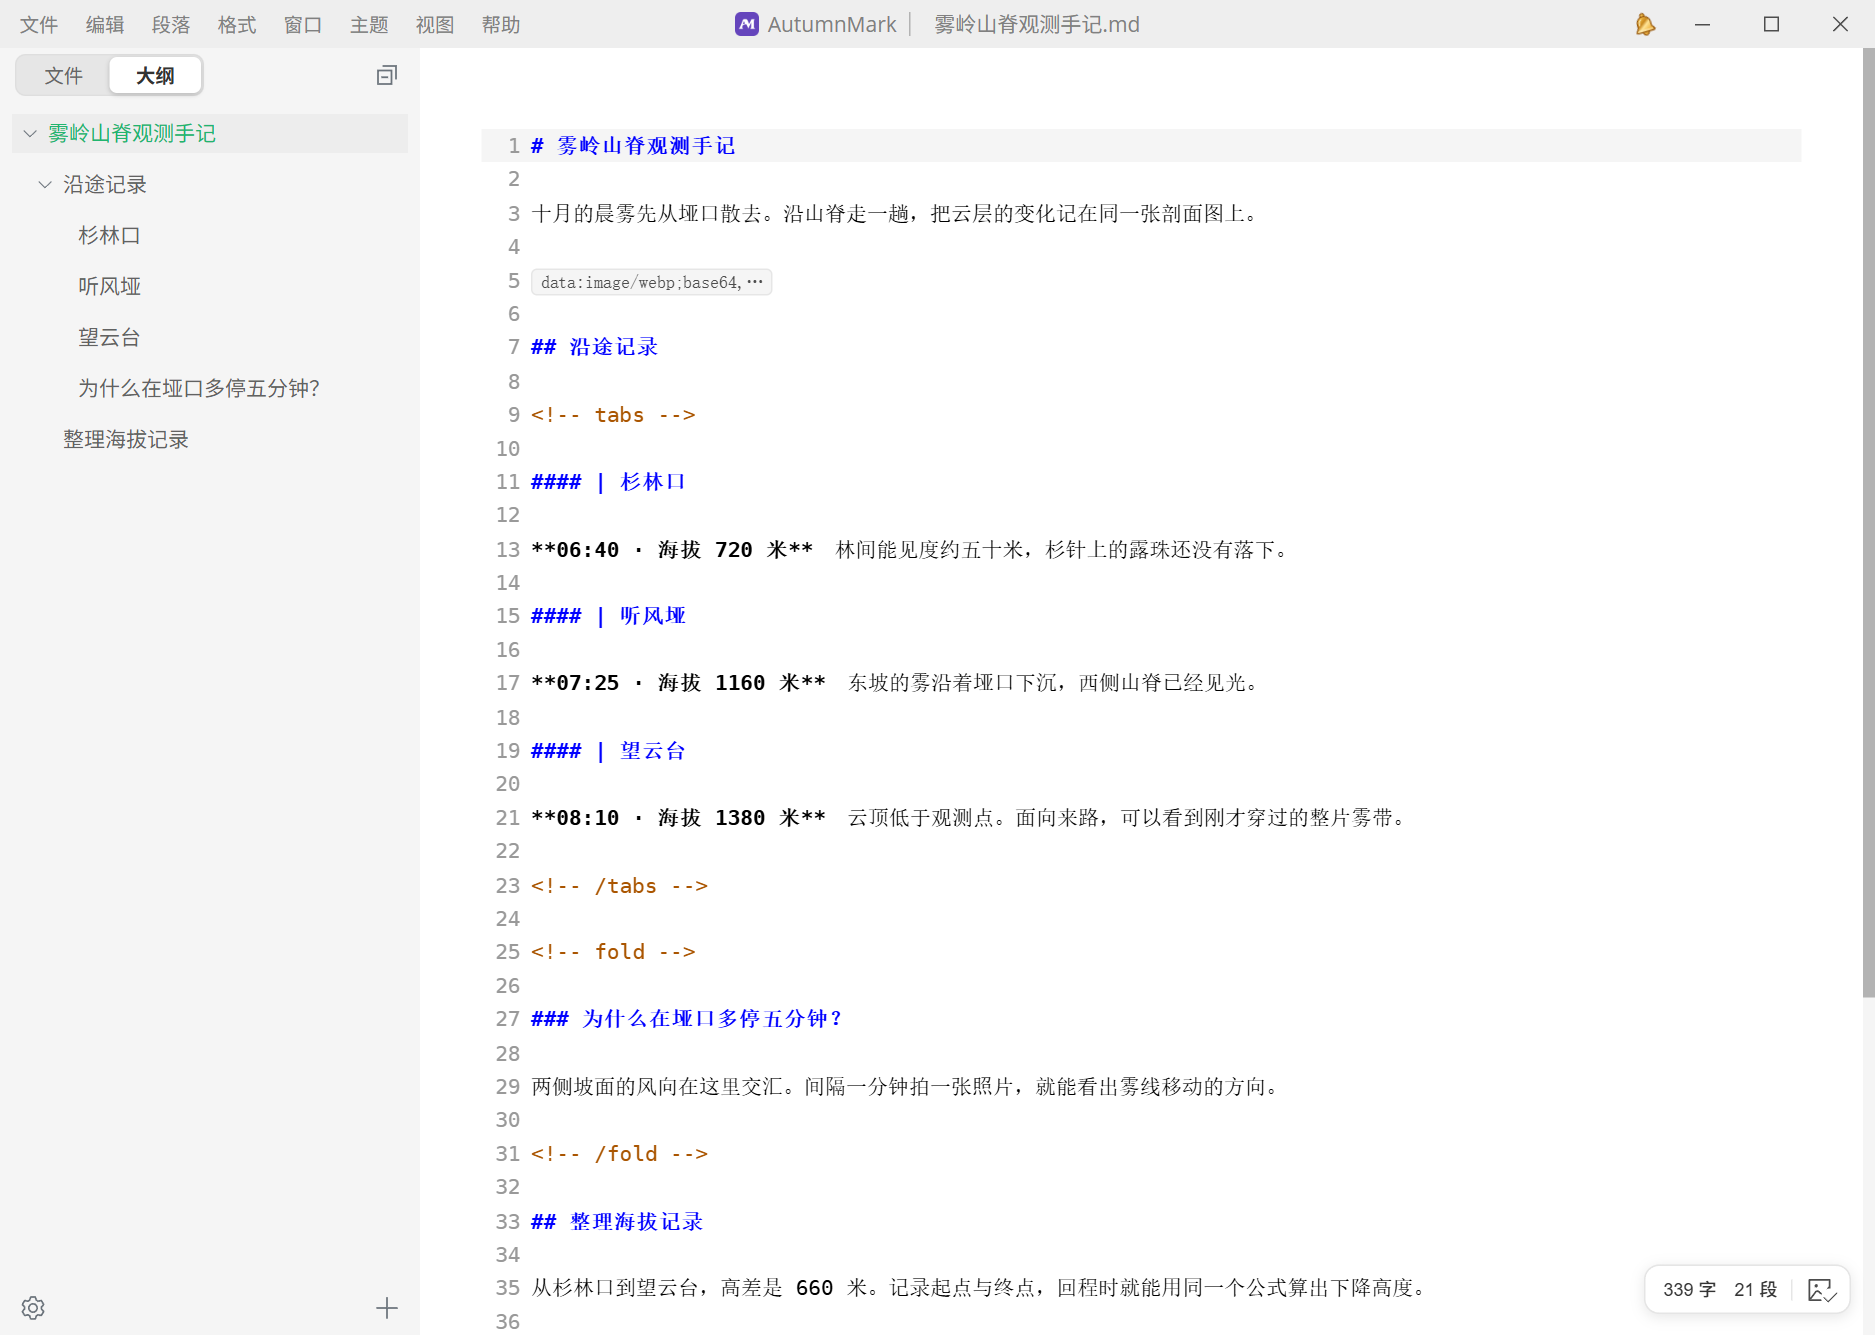 文件 编辑 段落 格式 窗口 主题 视图 帮助
AutumnMark 雾岭山脊观测手记.md
文件 大纲
雾岭山脊观测手记
沿途记录
杉林口
听风垭
望云台
为什么在垭口多停五分钟?
整理海拔记录
1 # 雾岭山脊观测手记
2
3 十月的晨雾先从垭口散去。沿山脊走一趟，把云层的变化记在同一张剖面图上。
4
5 data:image/webp;base64,…
6
7 ## 沿途记录
8
9 <!-- tabs -->
10
11 #### | 杉林口
12
13 **06:40 · 海拔 720 米** 林间能见度约五十米，杉针上的露珠还没有落下。
14
15 #### | 听风垭
16
17 **07:25 · 海拔 1160 米** 东坡的雾沿着垭口下沉，西侧山脊已经见光。
18
19 #### | 望云台
20
21 **08:10 · 海拔 1380 米** 云顶低于观测点。面向来路，可以看到刚才穿过的整片雾带。
22
23 <!-- /tabs -->
24
25 <!-- fold -->
26
27 ### 为什么在垭口多停五分钟？
28
29 两侧坡面的风向在这里交汇。间隔一分钟拍一张照片，就能看出雾线移动的方向。
30
31 <!-- /fold -->
32
33 ## 整理海拔记录
34
35 从杉林口到望云台，高差是 660 米。记录起点与终点，回程时就能用同一个公式算出下降高度。
36
339 字 21 段